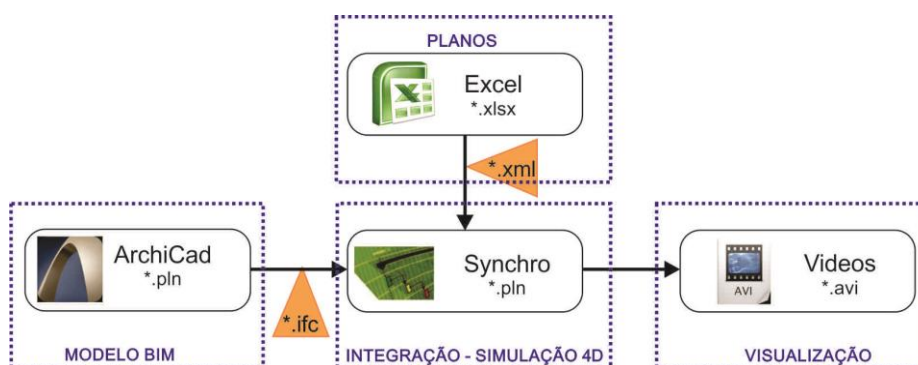 PLANOS
Excel
*.xlsx
*.xml
ArchiCad
*.pln
*.ifc
MODELO BIM
Synchro
*.pln
INTEGRAÇÃO - SIMULAÇÃO 4D
AVI
Videos
*.avi
VISUALIZAÇÃO